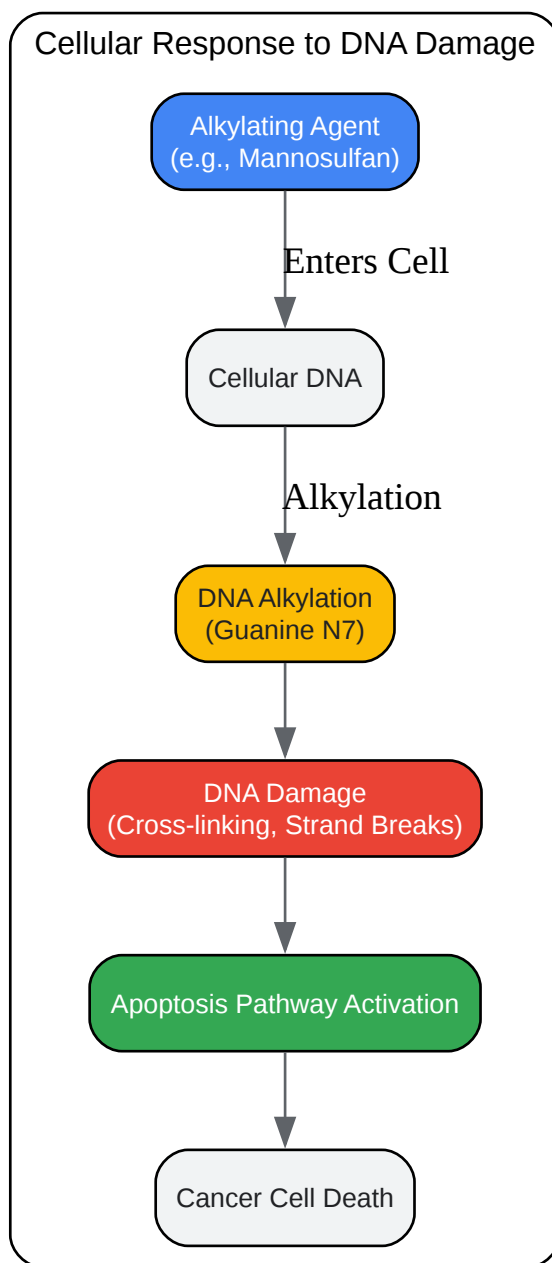 Cellular Response to DNA Damage
Alkylating Agent
(e.g., Mannosulfan)
Enters Cell
Cellular DNA
Alkylation
DNA Alkylation
(Guanine N7)
DNA Damage
(Cross-linking, Strand Breaks)
Apoptosis Pathway Activation
Cancer Cell Death